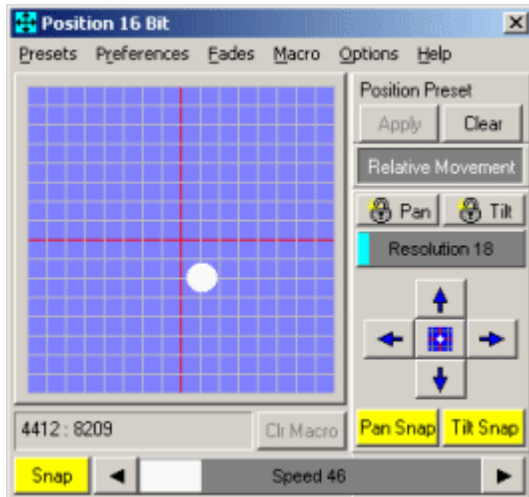 Position 16 Bit
Presets Preferences Fades Macro Options Help
Position Preset
Apply Clear
Relative Movement
Pan Tilt
Resolution 18
4412 : 8209 Clr Macro Pan Snap Tilt Snap
Snap Speed 46